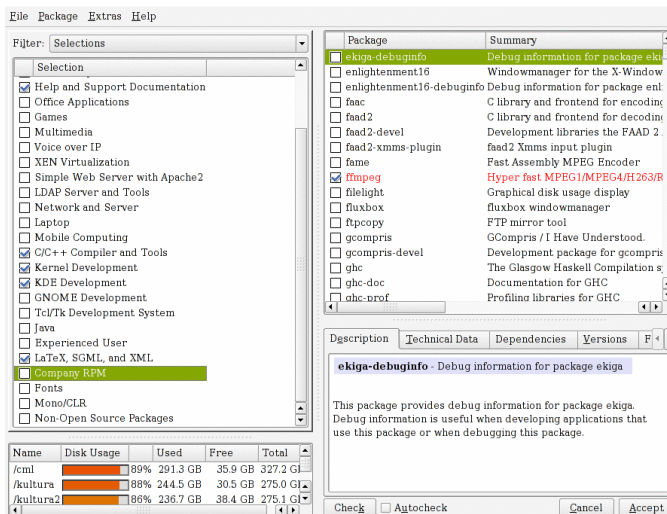 File Package Extras Help
Filter: Selections
Selection
Help and Support Documentation
Office Applications
Games
Multimedia
Voice over IP
XEN Virtualization
Simple Web Server with Apache2
LDAP Server and Tools
Network and Server
Laptop
Mobile Computing
C/C++ Compiler and Tools
Kernel Development
KDE Development
GNOME Development
Tcl/Tk Development System
Java
Experienced User
LaTeX, SGML, and XML
Company RPM
Fonts
Mono/CLR
Non-Open Source Packages
Name Disk Usage Used Free Total
/cml 89% 291.3 GB 35.9 GB 327.2 G
/kultura 88% 244.5 GB 30.5 GB 275.0 G
/kultura2 86% 236.7 GB 38.4 GB 275.1 G
Package Summary
ekiga-debuginfo Debug information for package eki
enlightenment16 Windowmanager for the X-Window
enlightenment16-debuginfo Debug information for package enl
faac C library and frontend for encoding
faad2 C library and frontend for decoding
faad2-devel Development libraries the FAAD 2
faad2-xmms-plugin faad2 Xmms input plugin
fame Fast Assembly MPEG Encoder
ffmpeg Hyper fast MPEG1/MPEG4/H263/R
filelight Graphical disk usage display
fluxbox fluxbox windowmanager
ftpcopy FTP mirror tool
gcompris GCompris / I Have Understood.
gcompris-devel Development package for gcompris
ghc The Glasgow Haskell Compilation s
ghc-doc Documentation for GHC
ghc-prof Profiling libraries for GHC
Description Technical Data Dependencies Versions F
ekiga-debuginfo - Debug information for package ekiga
This package provides debug information for package ekiga.
Debug information is useful when developing applications that
use this package or when debugging this package.
Check Autocheck Cancel Accept